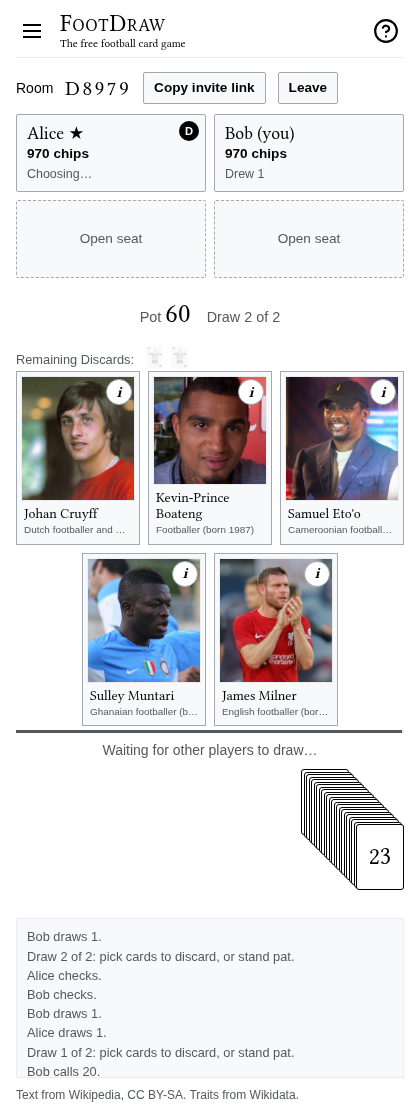 FootDraw
The free football card game
Room D8979 Copy invite link Leave
Alice ★ D
970 chips
Choosing…
Bob (you)
970 chips
Drew 1
Open seat Open seat
Pot 60 Draw 2 of 2
Remaining Discards:
i i i
Johan Cruyff
Dutch footballer and …
Kevin-Prince
Boateng
Footballer (born 1987)
Samuel Eto'o
Cameroonian football…
i i
Sulley Muntari
Ghanaian footballer (b…
James Milner
English footballer (bor…
Waiting for other players to draw…
23
Bob draws 1.
Draw 2 of 2: pick cards to discard, or stand pat.
Alice checks.
Bob checks.
Bob draws 1.
Alice draws 1.
Draw 1 of 2: pick cards to discard, or stand pat.
Bob calls 20.
Text from Wikipedia, CC BY-SA. Traits from Wikidata.